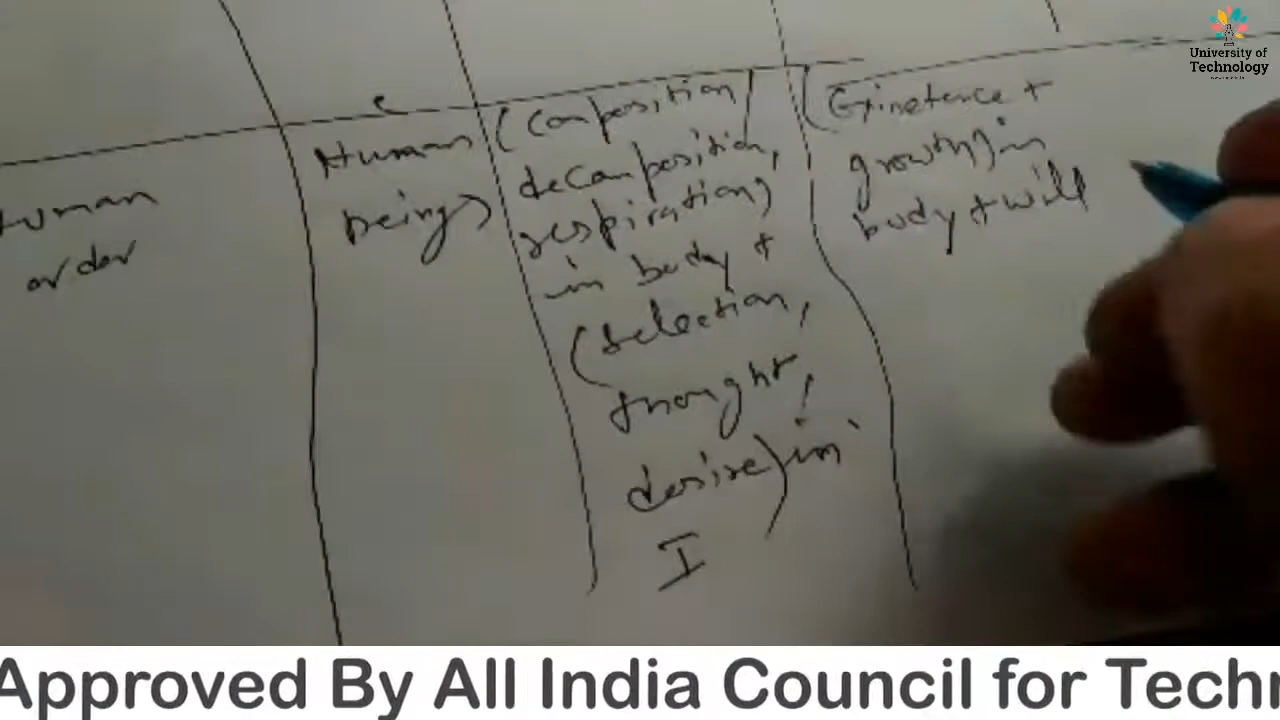 University of
Technology
Human
order
Human
beings
(Composition/
decomposition,
respiration)
in body +
(selection,
thought,
desire) in
I
(Existence +
growth) in
body + will
Approved By All India Council for Techn